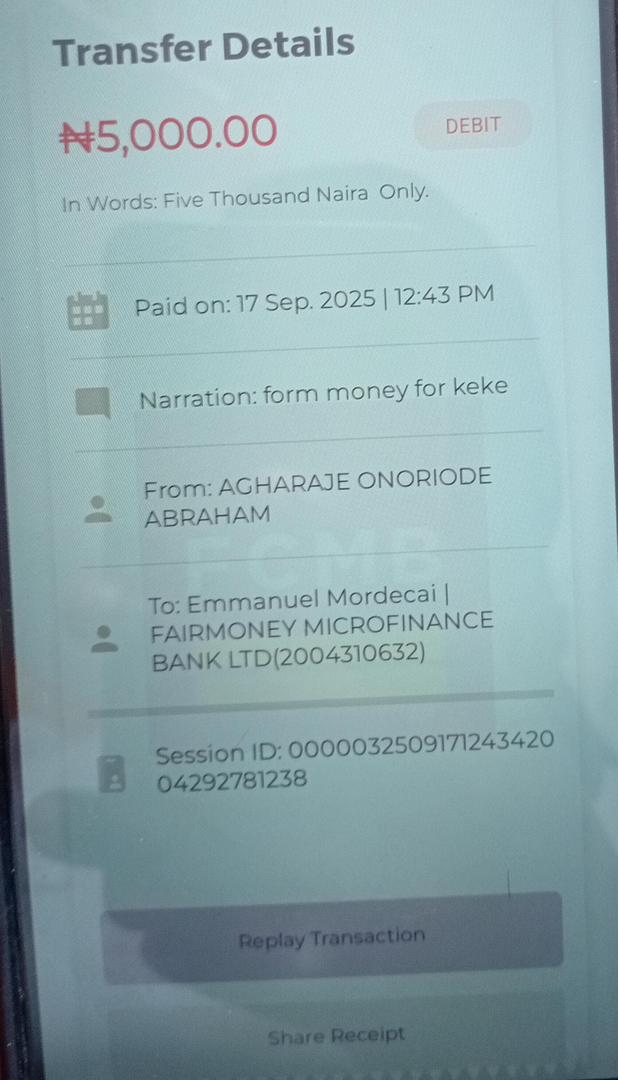 Transfer Details
₦5,000.00
DEBIT
In Words: Five Thousand Naira Only.
Paid on: 17 Sep. 2025 | 12:43 PM
Narration: form money for keke
From: AGHARAJE ONORIODE
ABRAHAM
FCMB
To: Emmanuel Mordecai |
FAIRMONEY MICROFINANCE
BANK LTD(2004310632)
Session ID: 0000032509171243420
04292781238
Replay Transaction
Share Receipt